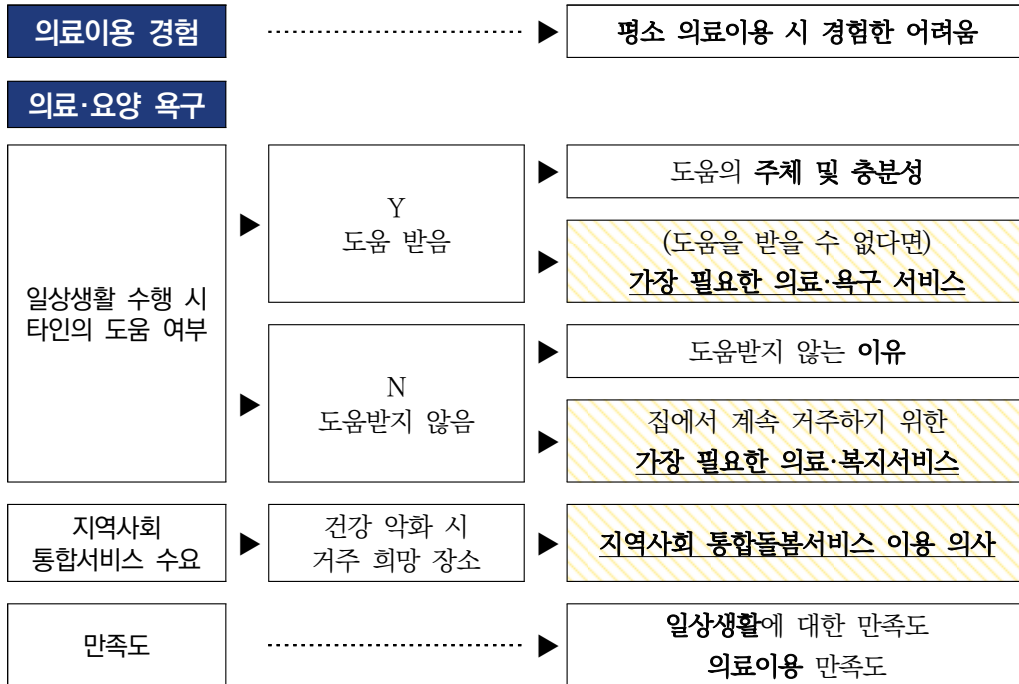 의료이용 경험
평소 의료이용 시 경험한 어려움
의료·요양 욕구
일상생활 수행 시
타인의 도움 여부
Y
도움 받음
도움의 주체 및 충분성
(도움을 받을 수 없다면)
가장 필요한 의료·욕구 서비스
N
도움받지 않음
도움받지 않는 이유
집에서 계속 거주하기 위한
가장 필요한 의료·복지서비스
지역사회
통합서비스 수요
건강 악화 시
거주 희망 장소
지역사회 통합돌봄서비스 이용 의사
만족도
일상생활에 대한 만족도
의료이용 만족도